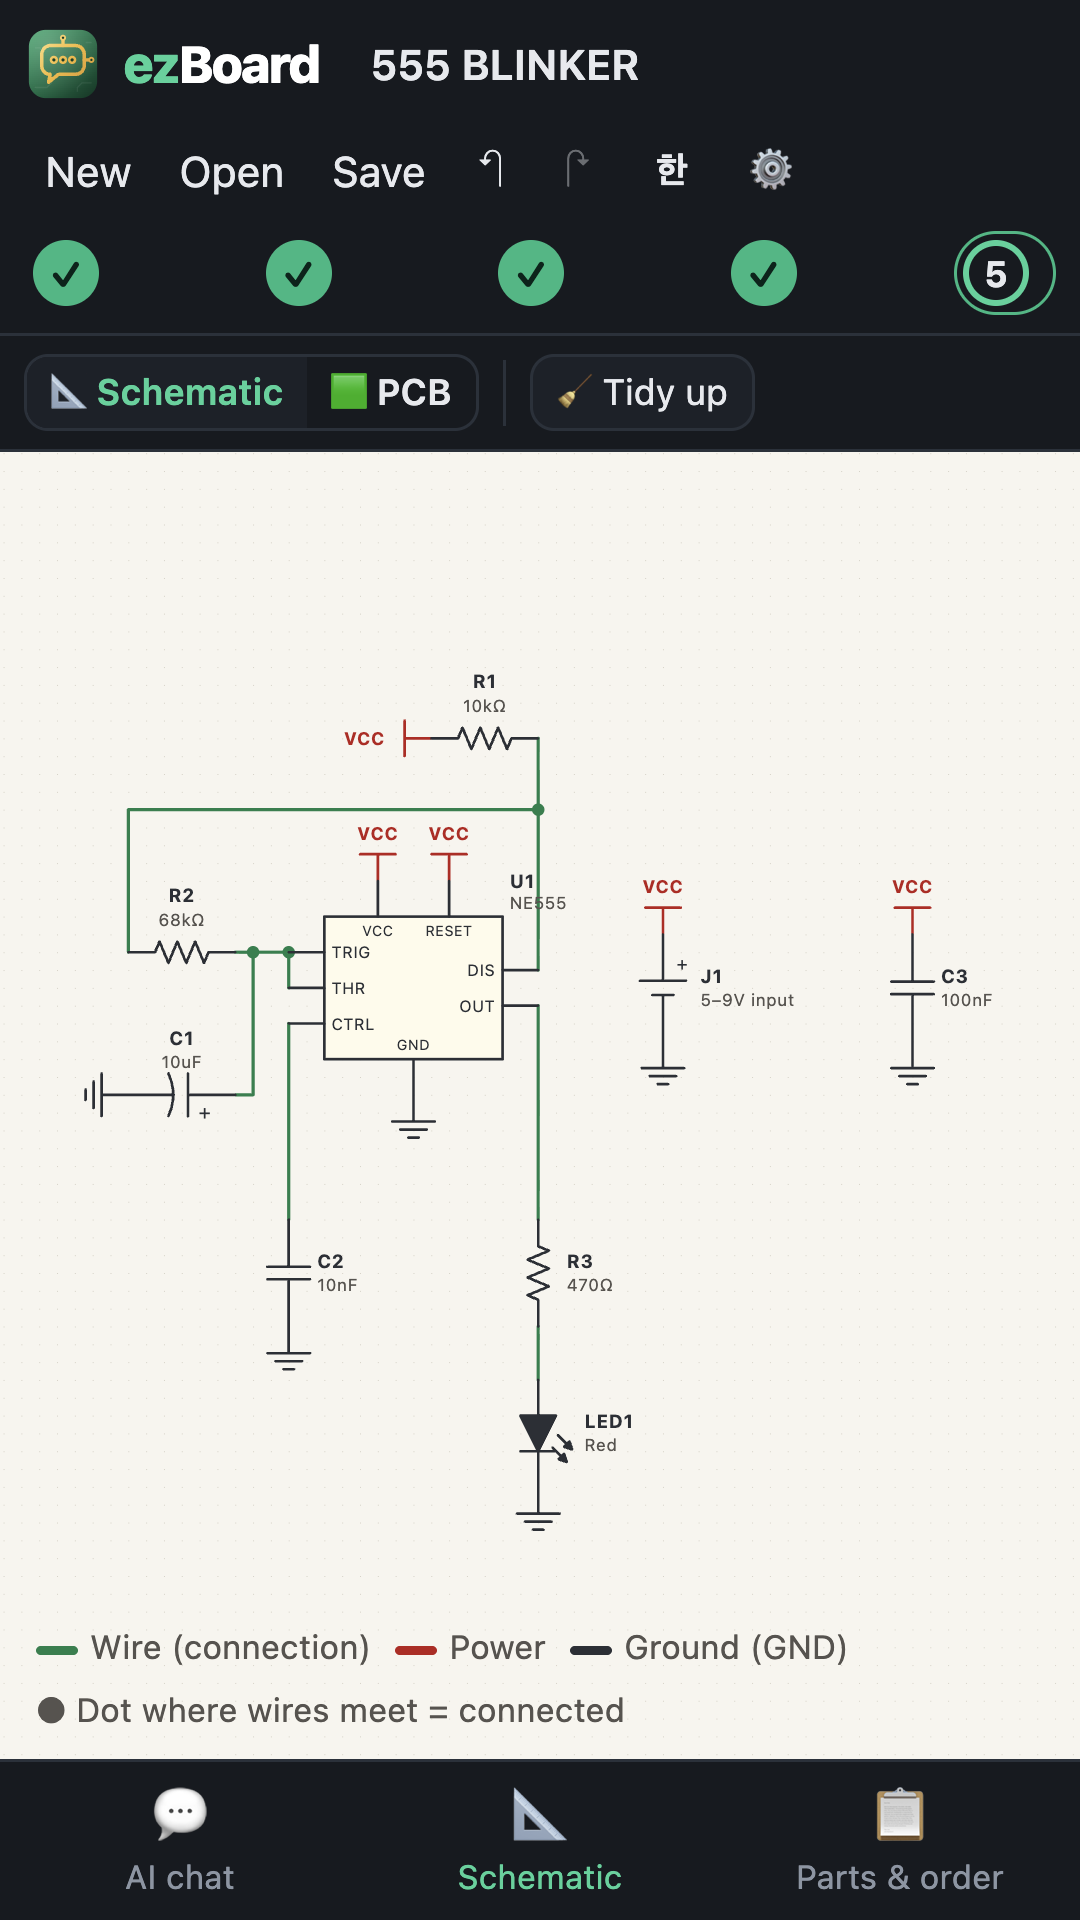 ezBoard 555 BLINKER
New Open Save 한
5
Schematic PCB Tidy up
R1
10kΩ
VCC
VCC VCC
U1
NE555
R2
68kΩ
VCC RESET
TRIG
DIS
THR
OUT
CTRL
GND
C1
10uF
+
VCC
+
J1
5–9V input
VCC
C3
100nF
C2
10nF
R3
470Ω
LED1
Red
Wire (connection) Power Ground (GND)
Dot where wires meet = connected
AI chat Schematic Parts & order